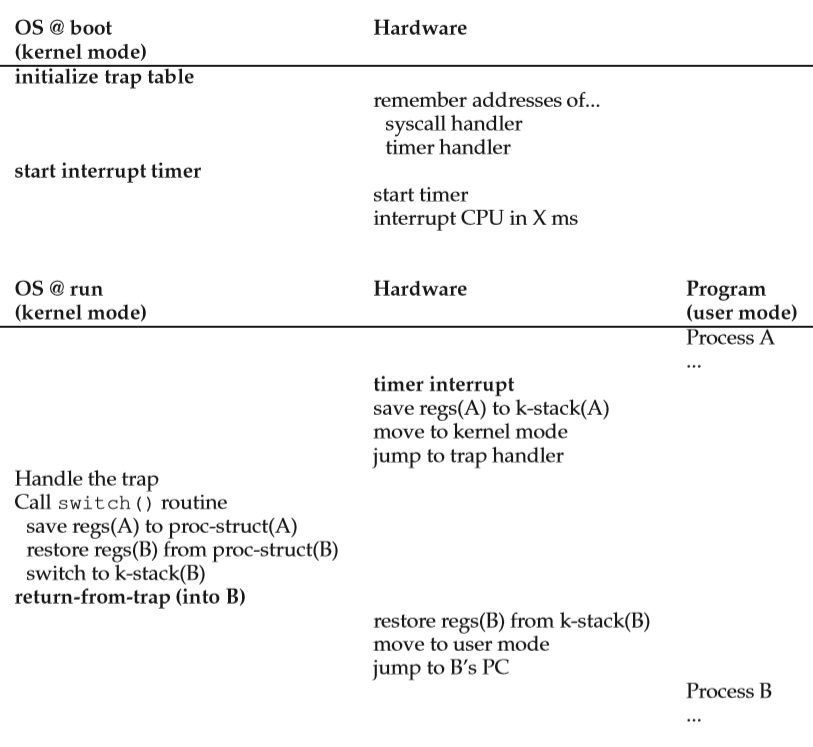 OS @ boot Hardware
(kernel mode)
initialize trap table
remember addresses of...
syscall handler
timer handler
start interrupt timer
start timer
interrupt CPU in X ms
OS @ run Hardware Program
(kernel mode) (user mode)
Process A
...
timer interrupt
save regs(A) to k-stack(A)
move to kernel mode
jump to trap handler
Handle the trap
Call switch() routine
save regs(A) to proc-struct(A)
restore regs(B) from proc-struct(B)
switch to k-stack(B)
return-from-trap (into B)
restore regs(B) from k-stack(B)
move to user mode
jump to B's PC
Process B
...